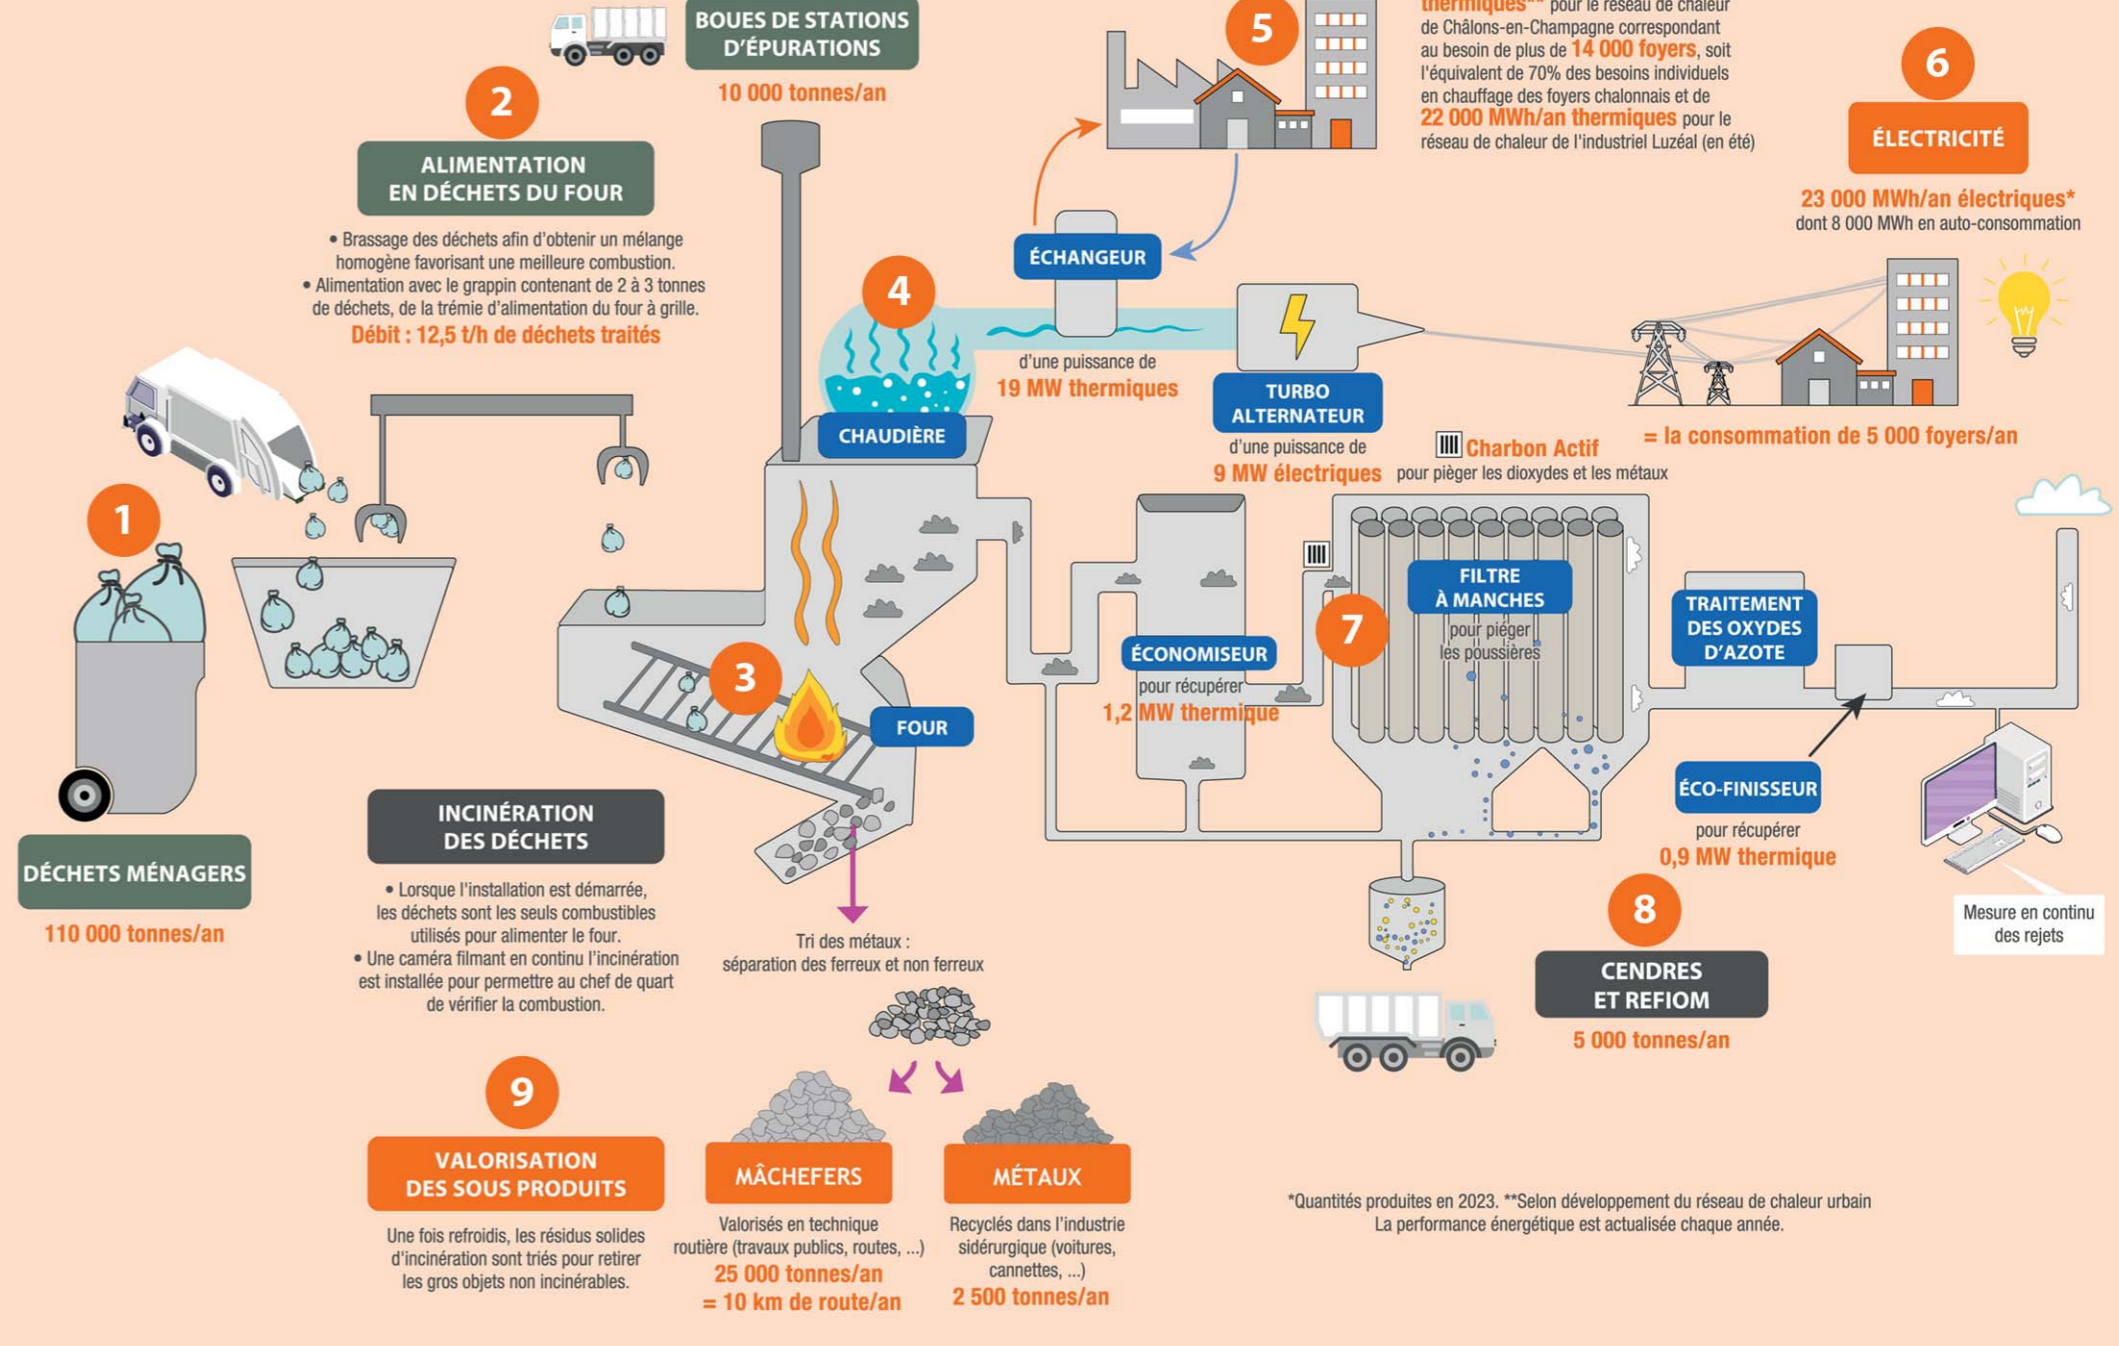 BOUES DE STATIONS
D'ÉPURATIONS
10 000 tonnes/an
2
ALIMENTATION
EN DÉCHETS DU FOUR
• Brassage des déchets afin d'obtenir un mélange
homogène favorisant une meilleure combustion.
• Alimentation avec le grappin contenant de 2 à 3 tonnes
de déchets, de la trémie d'alimentation du four à grille.
Débit : 12,5 t/h de déchets traités
5
thermiques** pour le réseau de chaleur
de Châlons-en-Champagne correspondant
au besoin de plus de 14 000 foyers, soit
l'équivalent de 70% des besoins individuels
en chauffage des foyers chalonnais et de
22 000 MWh/an thermiques pour le
réseau de chaleur de l'industriel Luzéal (en été)
6
ÉLECTRICITÉ
23 000 MWh/an électriques*
dont 8 000 MWh en auto-consommation
= la consommation de 5 000 foyers/an
4
CHAUDIÈRE
ÉCHANGEUR
d'une puissance de
19 MW thermiques
TURBO
ALTERNATEUR
d'une puissance de
9 MW électriques
Charbon Actif
pour pièger les dioxydes et les métaux
1
DÉCHETS MÉNAGERS
110 000 tonnes/an
3
FOUR
INCINÉRATION
DES DÉCHETS
• Lorsque l'installation est démarrée,
les déchets sont les seuls combustibles
utilisés pour alimenter le four.
• Une caméra filmant en continu l'incinération
est installée pour permettre au chef de quart
de vérifier la combustion.
ÉCONOMISEUR
pour récupérer
1,2 MW thermique
7
FILTRE
À MANCHES
pour piéger
les poussières
TRAITEMENT
DES OXYDES
D'AZOTE
ÉCO-FINISSEUR
pour récupérer
0,9 MW thermique
Mesure en continu
des rejets
8
CENDRES
ET REFIOM
5 000 tonnes/an
Tri des métaux :
séparation des ferreux et non ferreux
9
VALORISATION
DES SOUS PRODUITS
Une fois refroidis, les résidus solides
d'incinération sont triés pour retirer
les gros objets non incinérables.
MÂCHEFERS
Valorisés en technique
routière (travaux publics, routes, ...)
25 000 tonnes/an
= 10 km de route/an
MÉTAUX
Recyclés dans l'industrie
sidérurgique (voitures,
cannettes, ...)
2 500 tonnes/an
*Quantités produites en 2023. **Selon développement du réseau de chaleur urbain
La performance énergétique est actualisée chaque année.